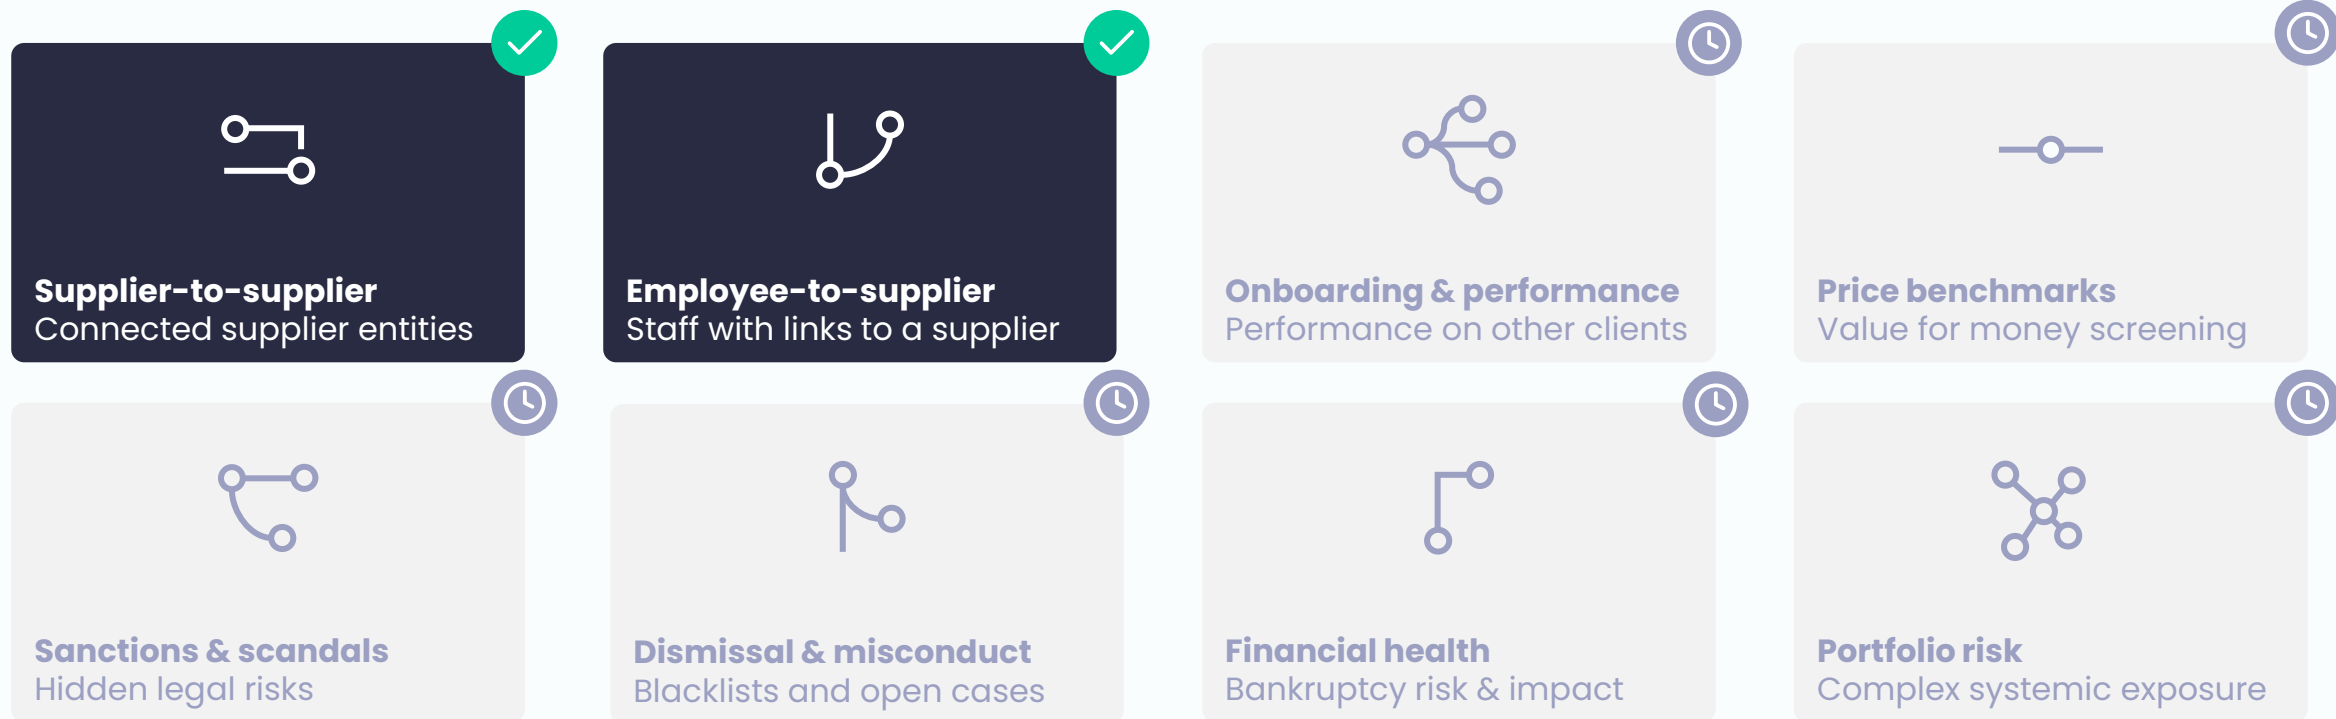 Supplier-to-supplier
Connected supplier entities
Employee-to-supplier
Staff with links to a supplier
Onboarding & performance
Performance on other clients
Price benchmarks
Value for money screening
Sanctions & scandals
Hidden legal risks
Dismissal & misconduct
Blacklists and open cases
Financial health
Bankruptcy risk & impact
Portfolio risk
Complex systemic exposure